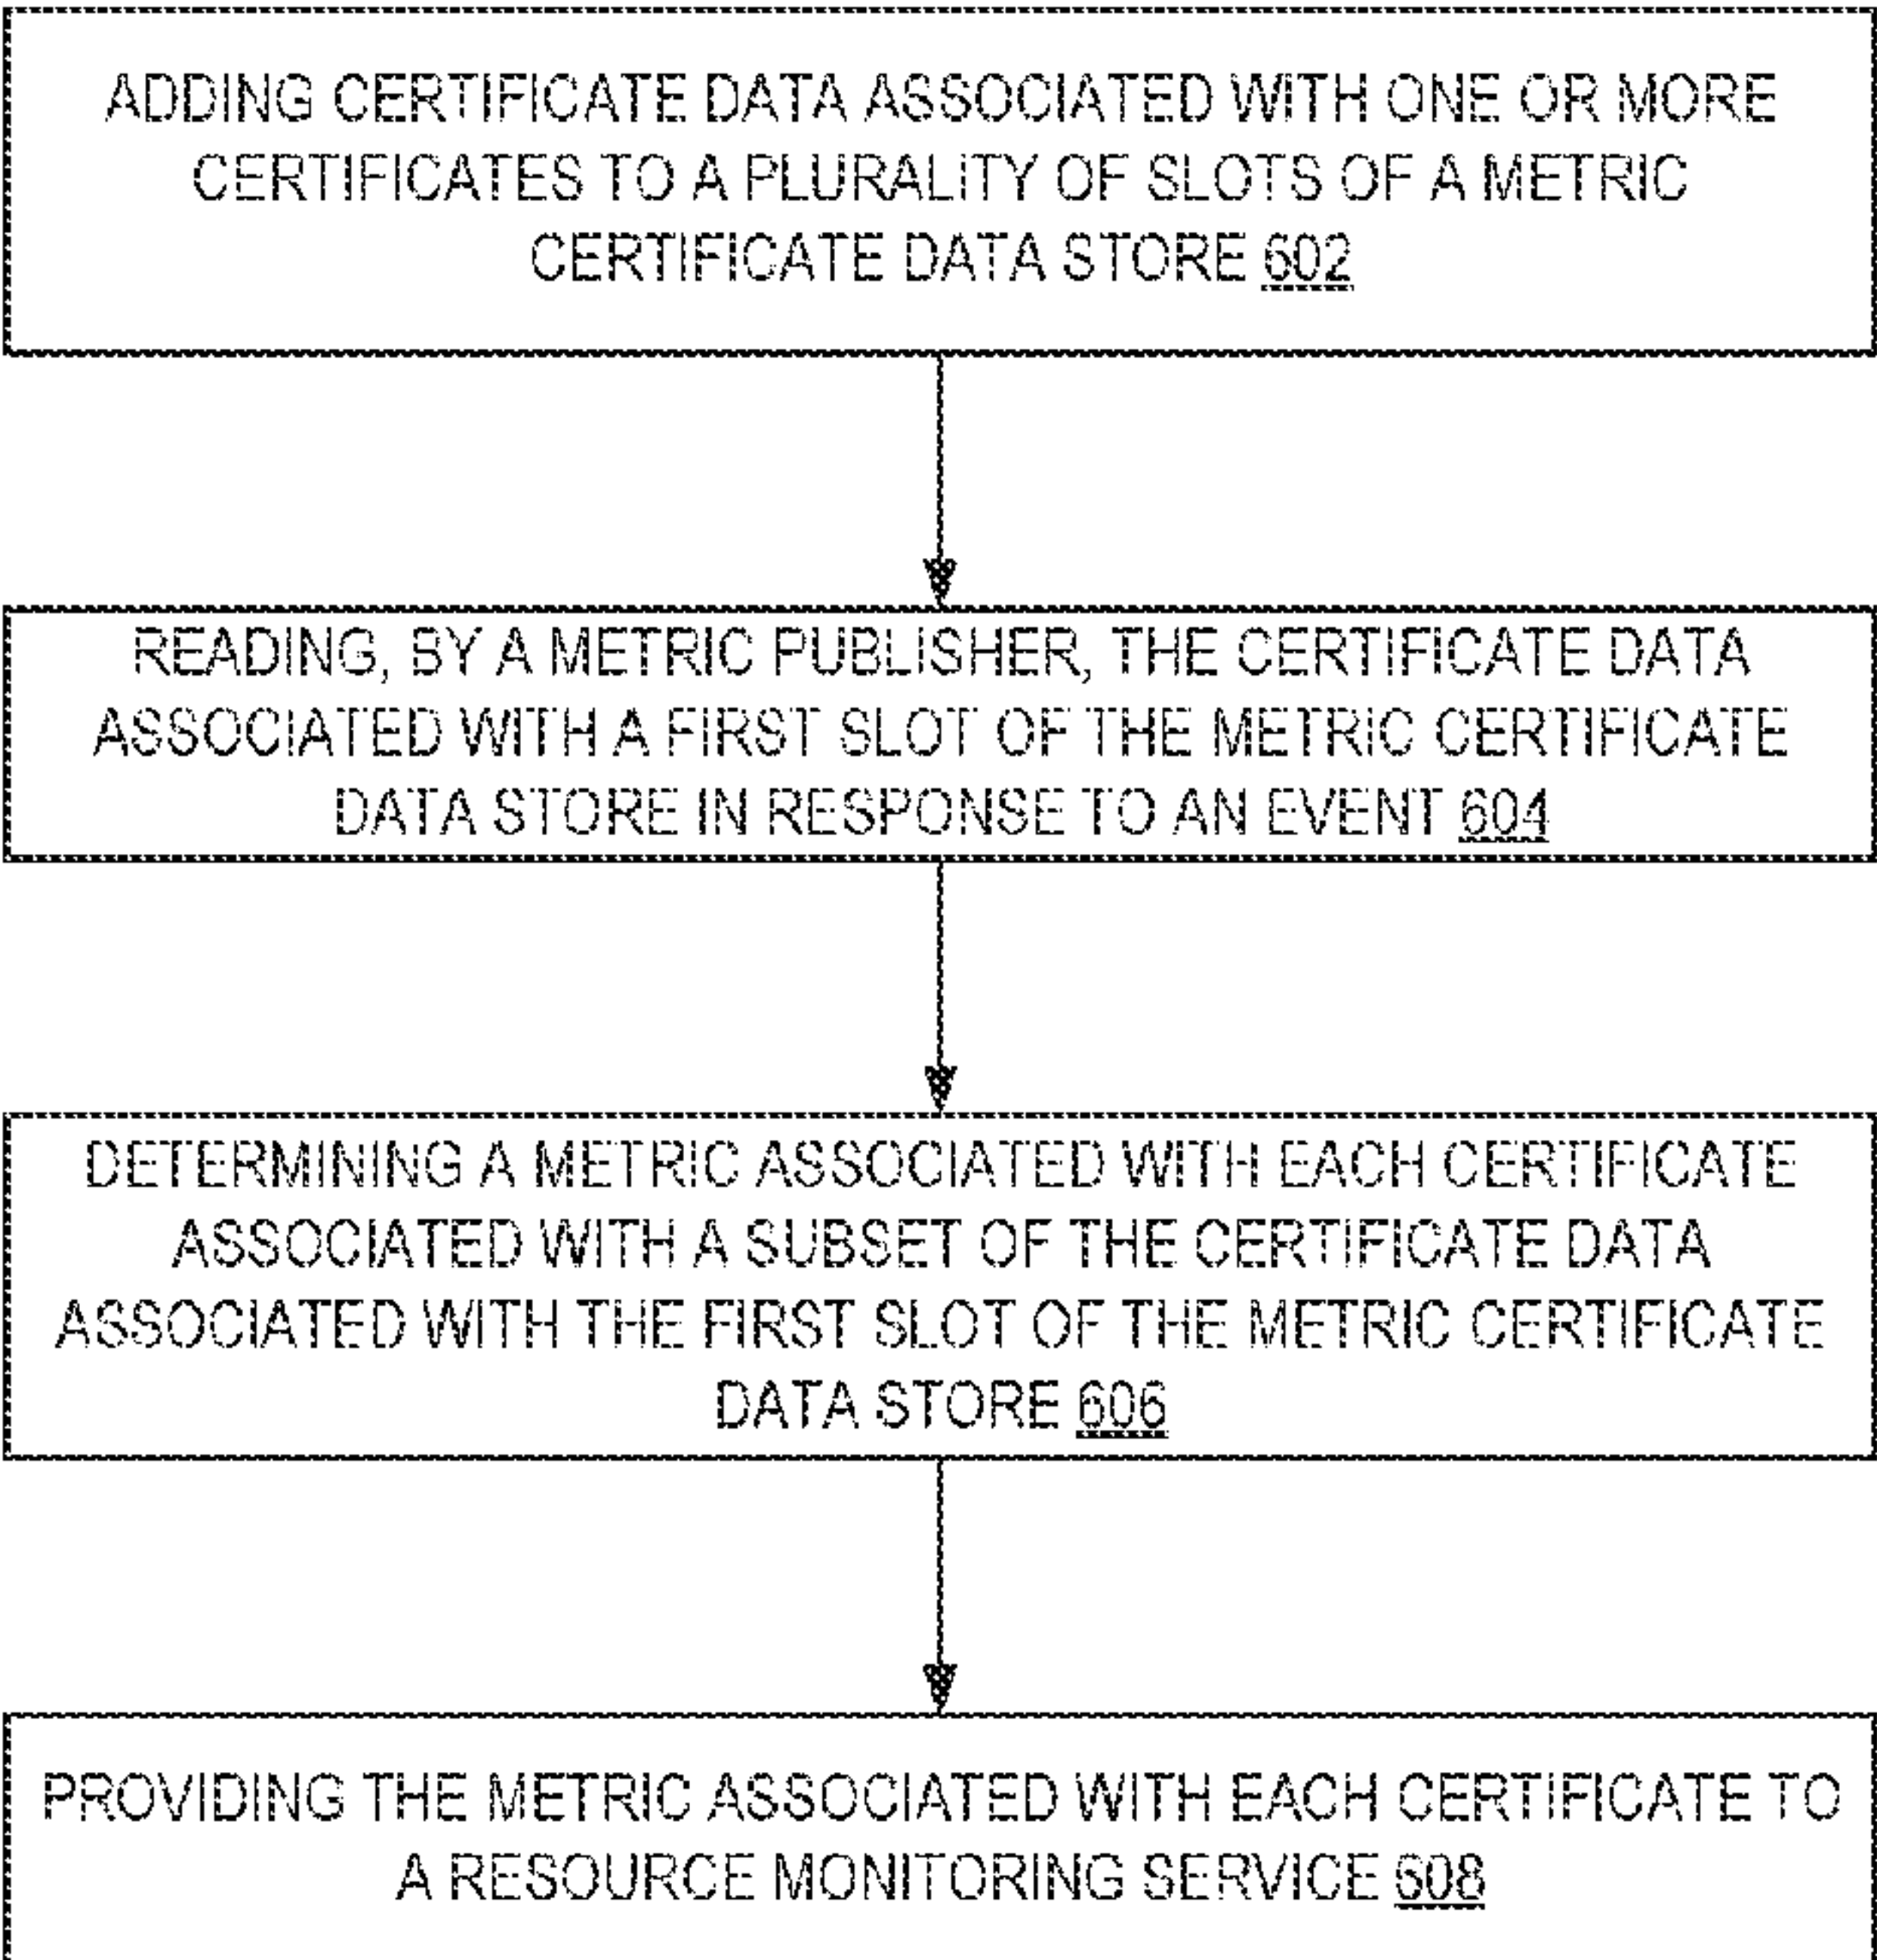 ADDING CERTIFICATE DATA ASSOCIATED WITH ONE OR MORE
CERTIFICATES TO A PLURALITY OF SLOTS OF A METRIC
CERTIFICATE DATA STORE 602
READING, BY A METRIC PUBLISHER, THE CERTIFICATE DATA
ASSOCIATED WITH A FIRST SLOT OF THE METRIC CERTIFICATE
DATA STORE IN RESPONSE TO AN EVENT 604
DETERMINING A METRIC ASSOCIATED WITH EACH CERTIFICATE
ASSOCIATED WITH A SUBSET OF THE CERTIFICATE DATA
ASSOCIATED WITH THE FIRST SLOT OF THE METRIC CERTIFICATE
DATA STORE 606
PROVIDING THE METRIC ASSOCIATED WITH EACH CERTIFICATE TO
A RESOURCE MONITORING SERVICE 608